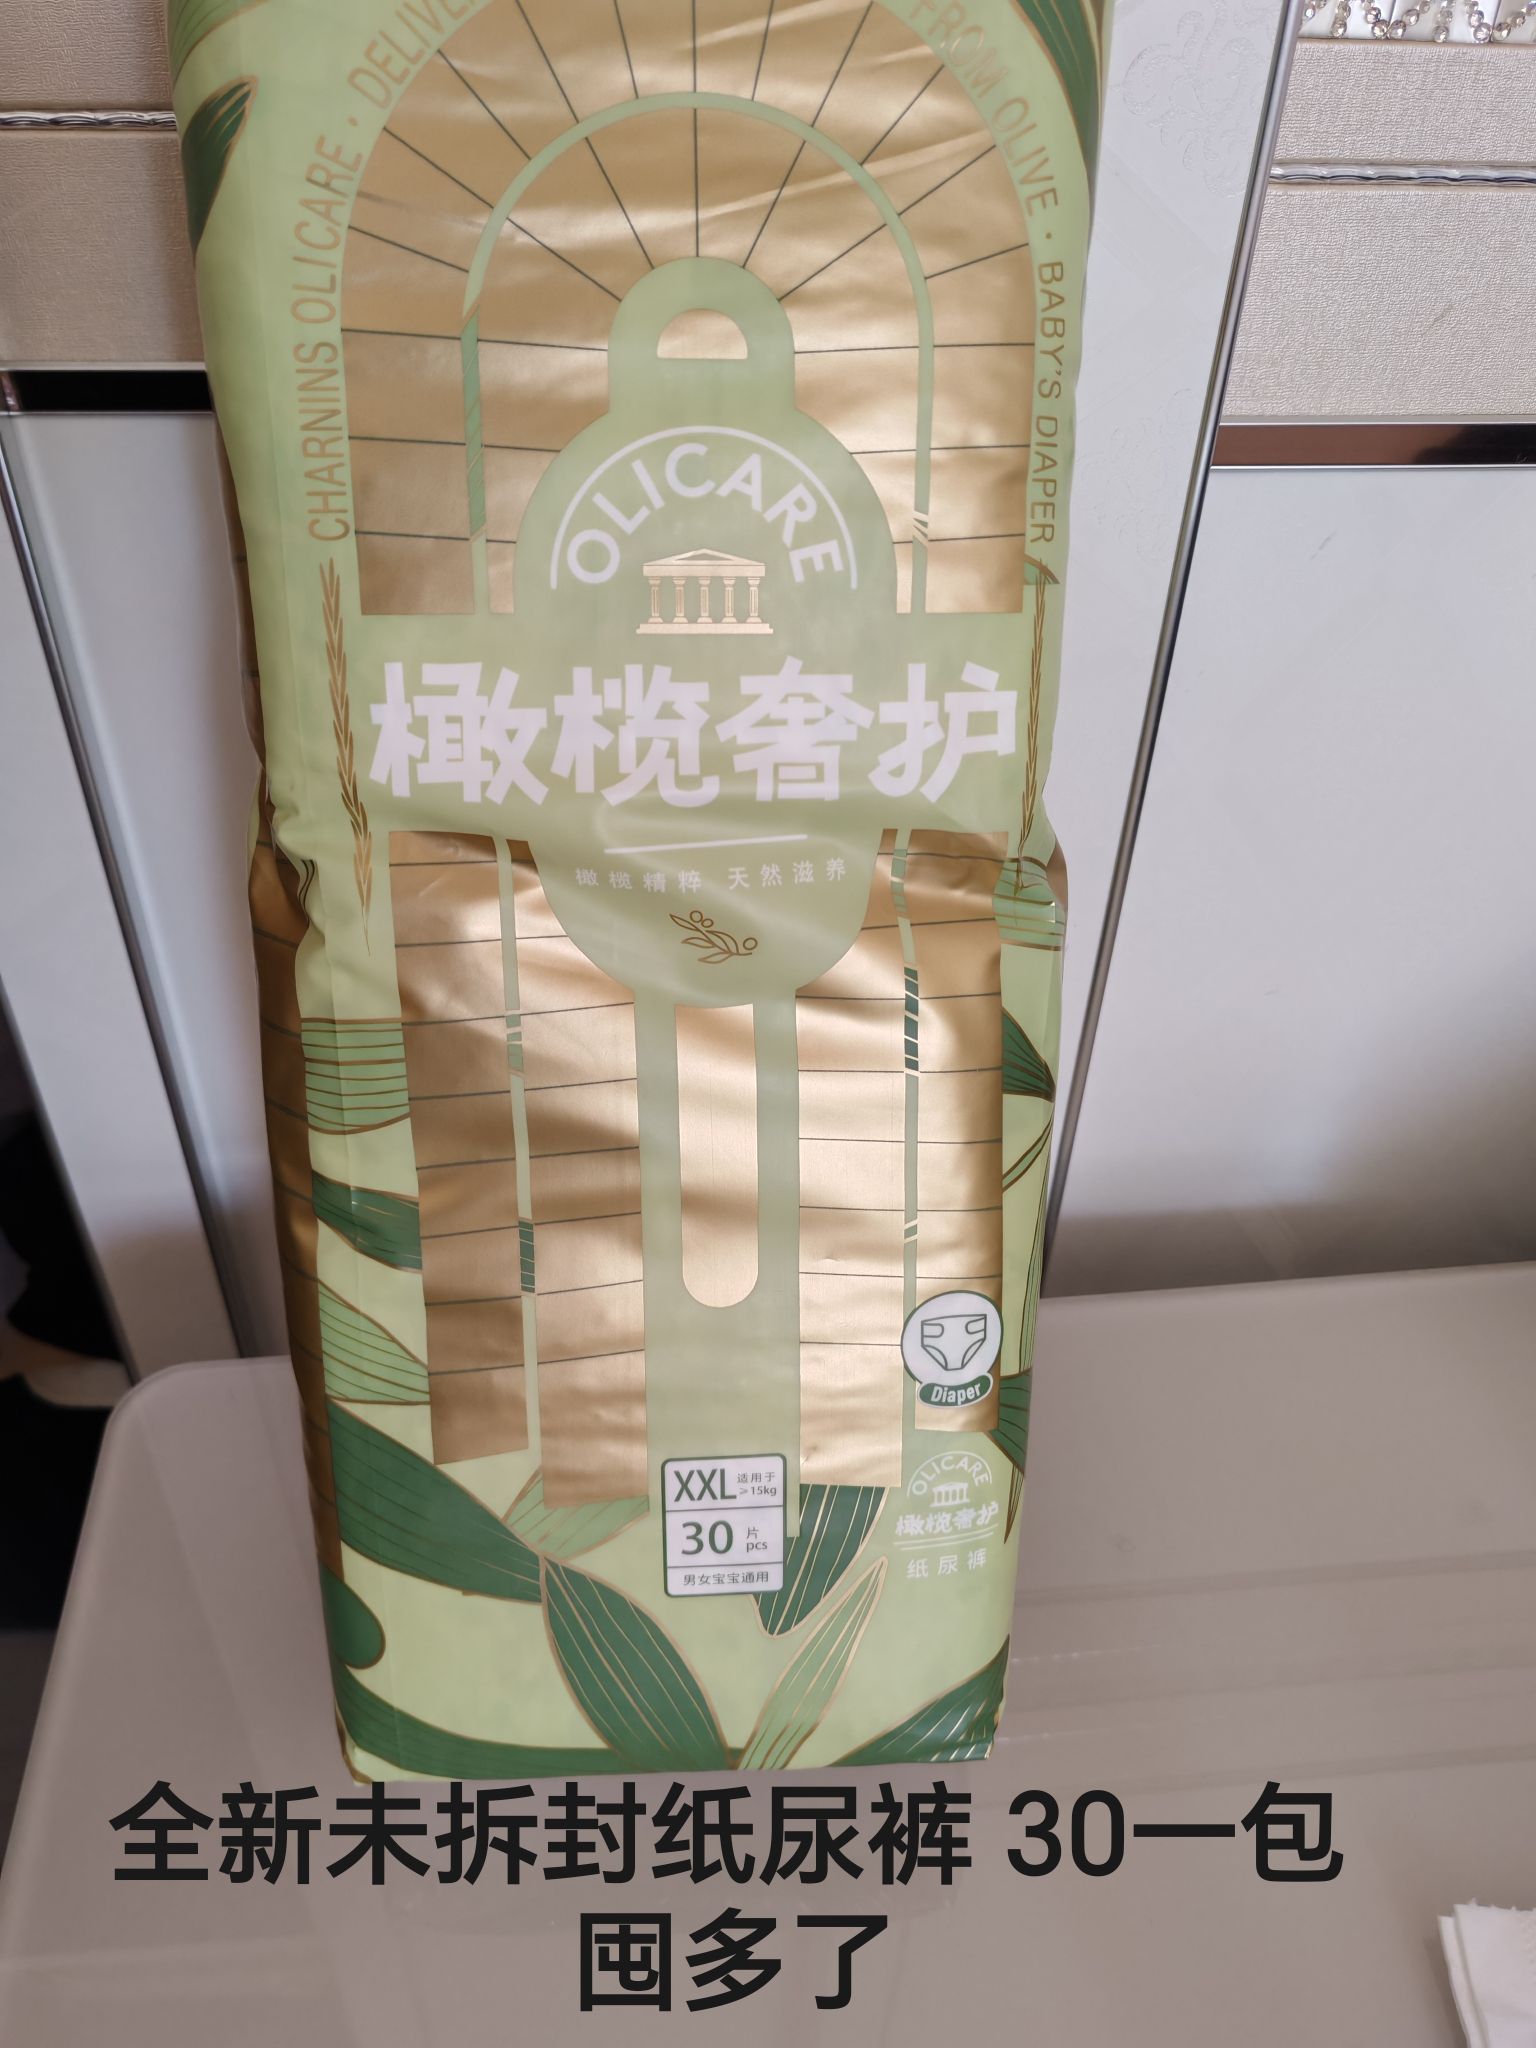 CHARNINS OLICARE · DELIVE
FROM OLIVE · BABY'S DIAPER
OLICARE
橄榄奢护
橄榄精粹 天然滋养
Diaper
XXL 适用于 ≥15kg
30 片 pcs
男女宝宝通用
OLICARE
橄榄奢护
纸尿裤
全新未拆封纸尿裤 30一包
囤多了